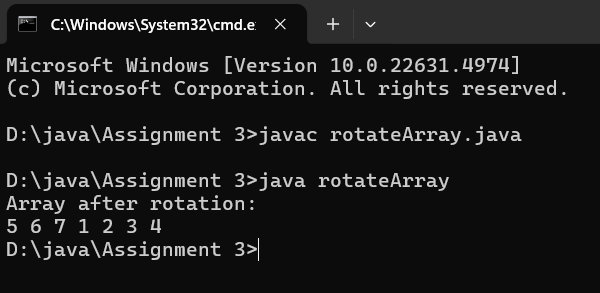 C:\Windows\System32\cmd.e
Microsoft Windows [Version 10.0.22631.4974]
(c) Microsoft Corporation. All rights reserved.
D:\java\Assignment 3>javac rotateArray.java
D:\java\Assignment 3>java rotateArray
Array after rotation:
5 6 7 1 2 3 4
D:\java\Assignment 3>